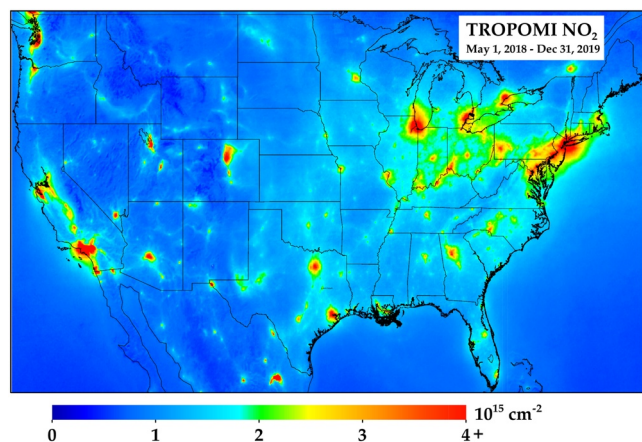 TROPOMI NO₂
May 1, 2018 - Dec 31, 2019
0 1 2 3 4+ 10¹⁵ cm⁻²